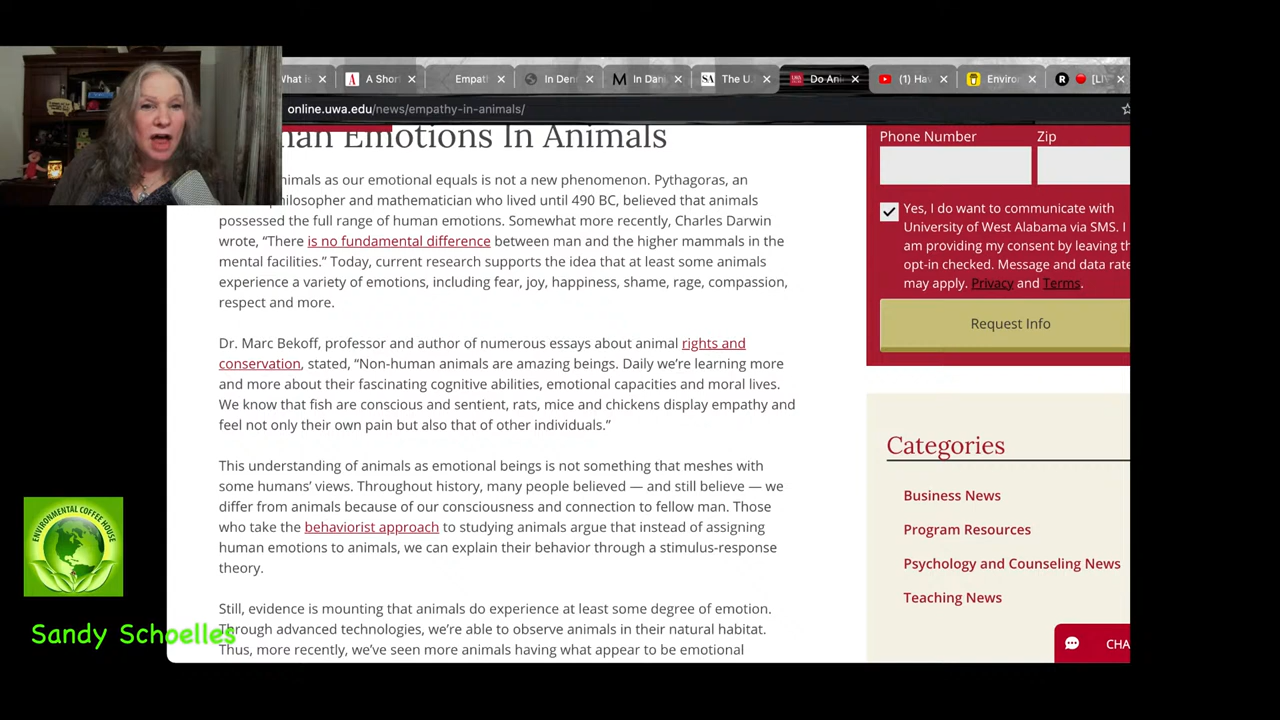 What is
A Short
Empath
In Denm
In Dani
The U.
Do Ani
(1) Hav
Environ
[LIV
online.uwa.edu/news/empathy-in-animals/
Emotions In Animals
animals as our emotional equals is not a new phenomenon. Pythagoras, an
philosopher and mathematician who lived until 490 BC, believed that animals
possessed the full range of human emotions. Somewhat more recently, Charles Darwin
wrote, “There is no fundamental difference between man and the higher mammals in the
mental facilities.” Today, current research supports the idea that at least some animals
experience a variety of emotions, including fear, joy, happiness, shame, rage, compassion,
respect and more.
Dr. Marc Bekoff, professor and author of numerous essays about animal rights and
conservation, stated, “Non-human animals are amazing beings. Daily we’re learning more
and more about their fascinating cognitive abilities, emotional capacities and moral lives.
We know that fish are conscious and sentient, rats, mice and chickens display empathy and
feel not only their own pain but also that of other individuals.”
This understanding of animals as emotional beings is not something that meshes with
some humans’ views. Throughout history, many people believed — and still believe — we
differ from animals because of our consciousness and connection to fellow man. Those
who take the behaviorist approach to studying animals argue that instead of assigning
human emotions to animals, we can explain their behavior through a stimulus-response
theory.
Still, evidence is mounting that animals do experience at least some degree of emotion.
Through advanced technologies, we’re able to observe animals in their natural habitat.
Thus, more recently, we’ve seen more animals having what appear to be emotional
Phone Number
Zip
Yes, I do want to communicate with
University of West Alabama via SMS. I
am providing my consent by leaving th
opt-in checked. Message and data rate
may apply. Privacy and Terms.
Request Info
Categories
Business News
Program Resources
Psychology and Counseling News
Teaching News
CHA
ENVIRONMENTAL COFFEE HOUSE
Sandy Schoelles